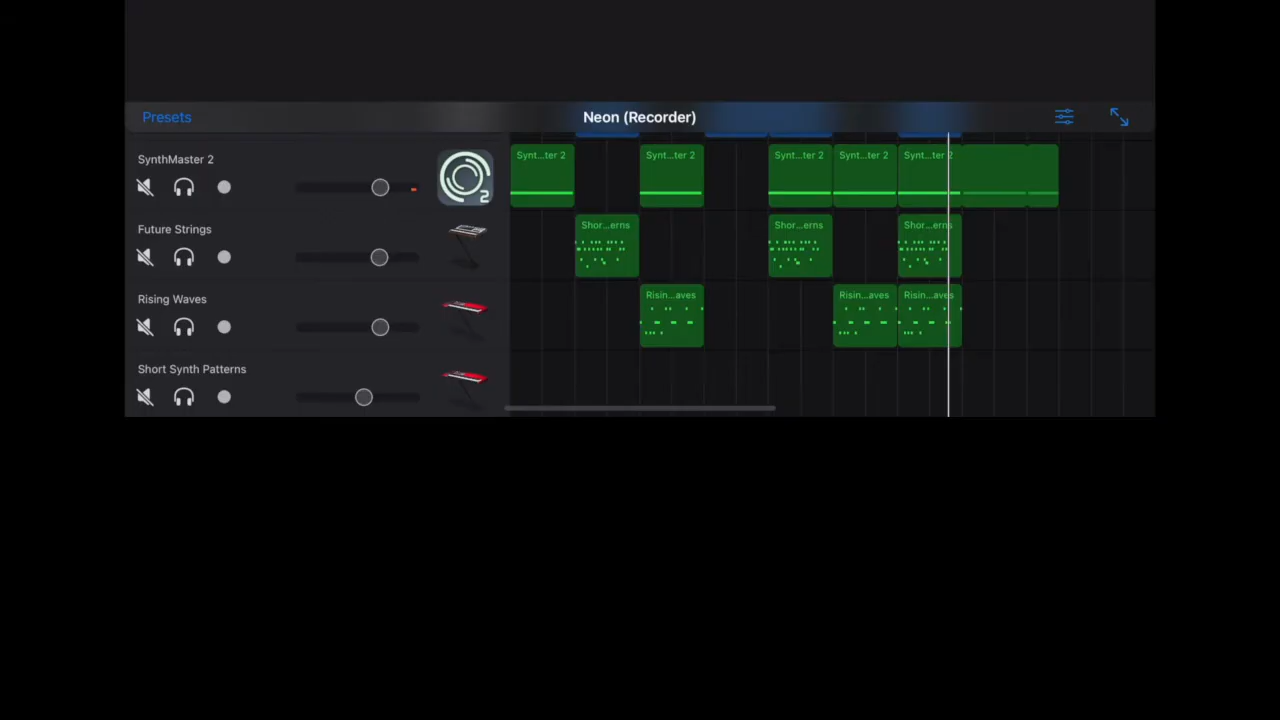 Presets
Neon (Recorder)
SynthMaster 2
2
Synt...ter 2
Synt...ter 2
Synt...ter 2
Synt...ter 2
Synt...ter 2
Future Strings
Shor...erns
Shor...erns
Shor...erns
Rising Waves
Risin...aves
Risin...aves
Risin...aves
Short Synth Patterns